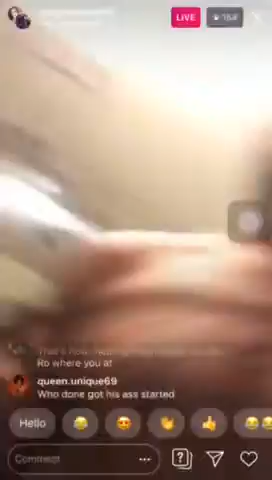 LIVE
Ro where you at
queen.unique69
Who done got his ass started
Hello
Comment